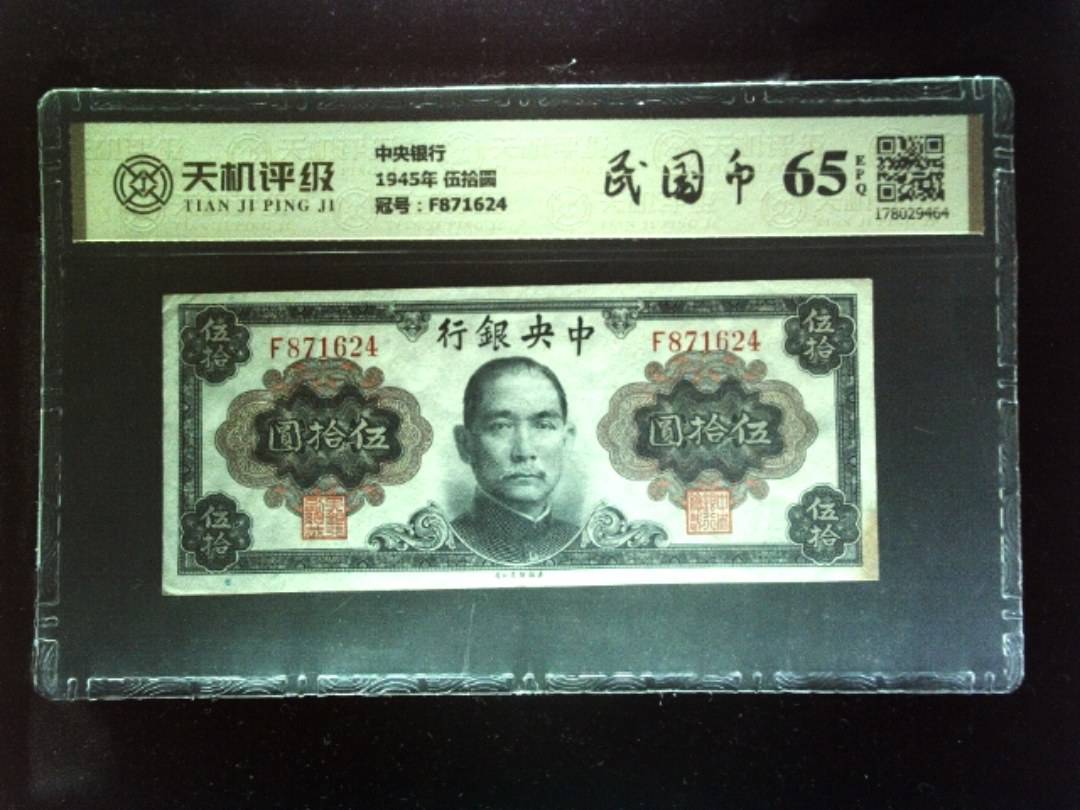 天机评级
TIAN JI PING JI
中央银行
1945年 伍拾圆
冠号：F871624
民国币
65
EPQ
178029464
行銀央中
F871624
F871624
伍拾
伍拾
圓拾伍
圓拾伍
伍拾
伍拾